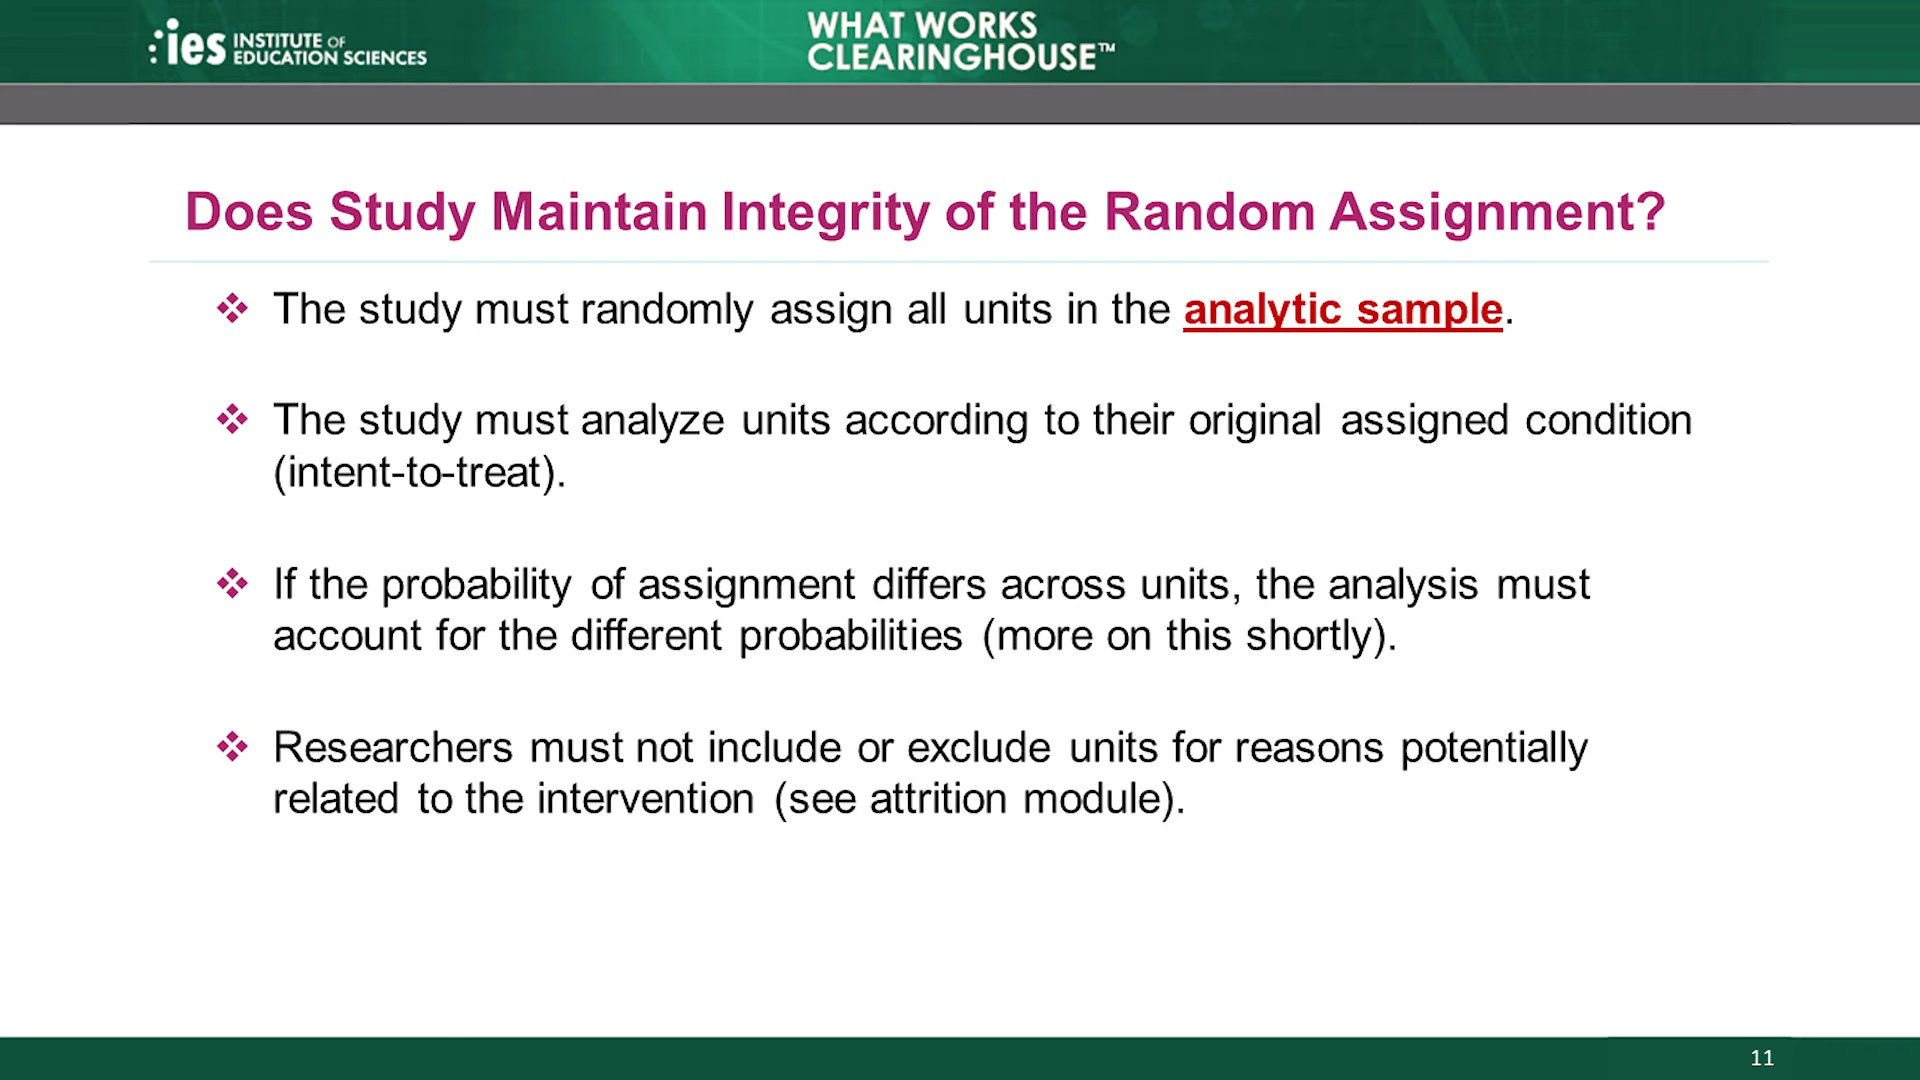 ies INSTITUTE OF
EDUCATION SCIENCES
WHAT WORKS
CLEARINGHOUSE™
Does Study Maintain Integrity of the Random Assignment?
❖ The study must randomly assign all units in the analytic sample.
❖ The study must analyze units according to their original assigned condition
(intent-to-treat).
❖ If the probability of assignment differs across units, the analysis must
account for the different probabilities (more on this shortly).
❖ Researchers must not include or exclude units for reasons potentially
related to the intervention (see attrition module).
11